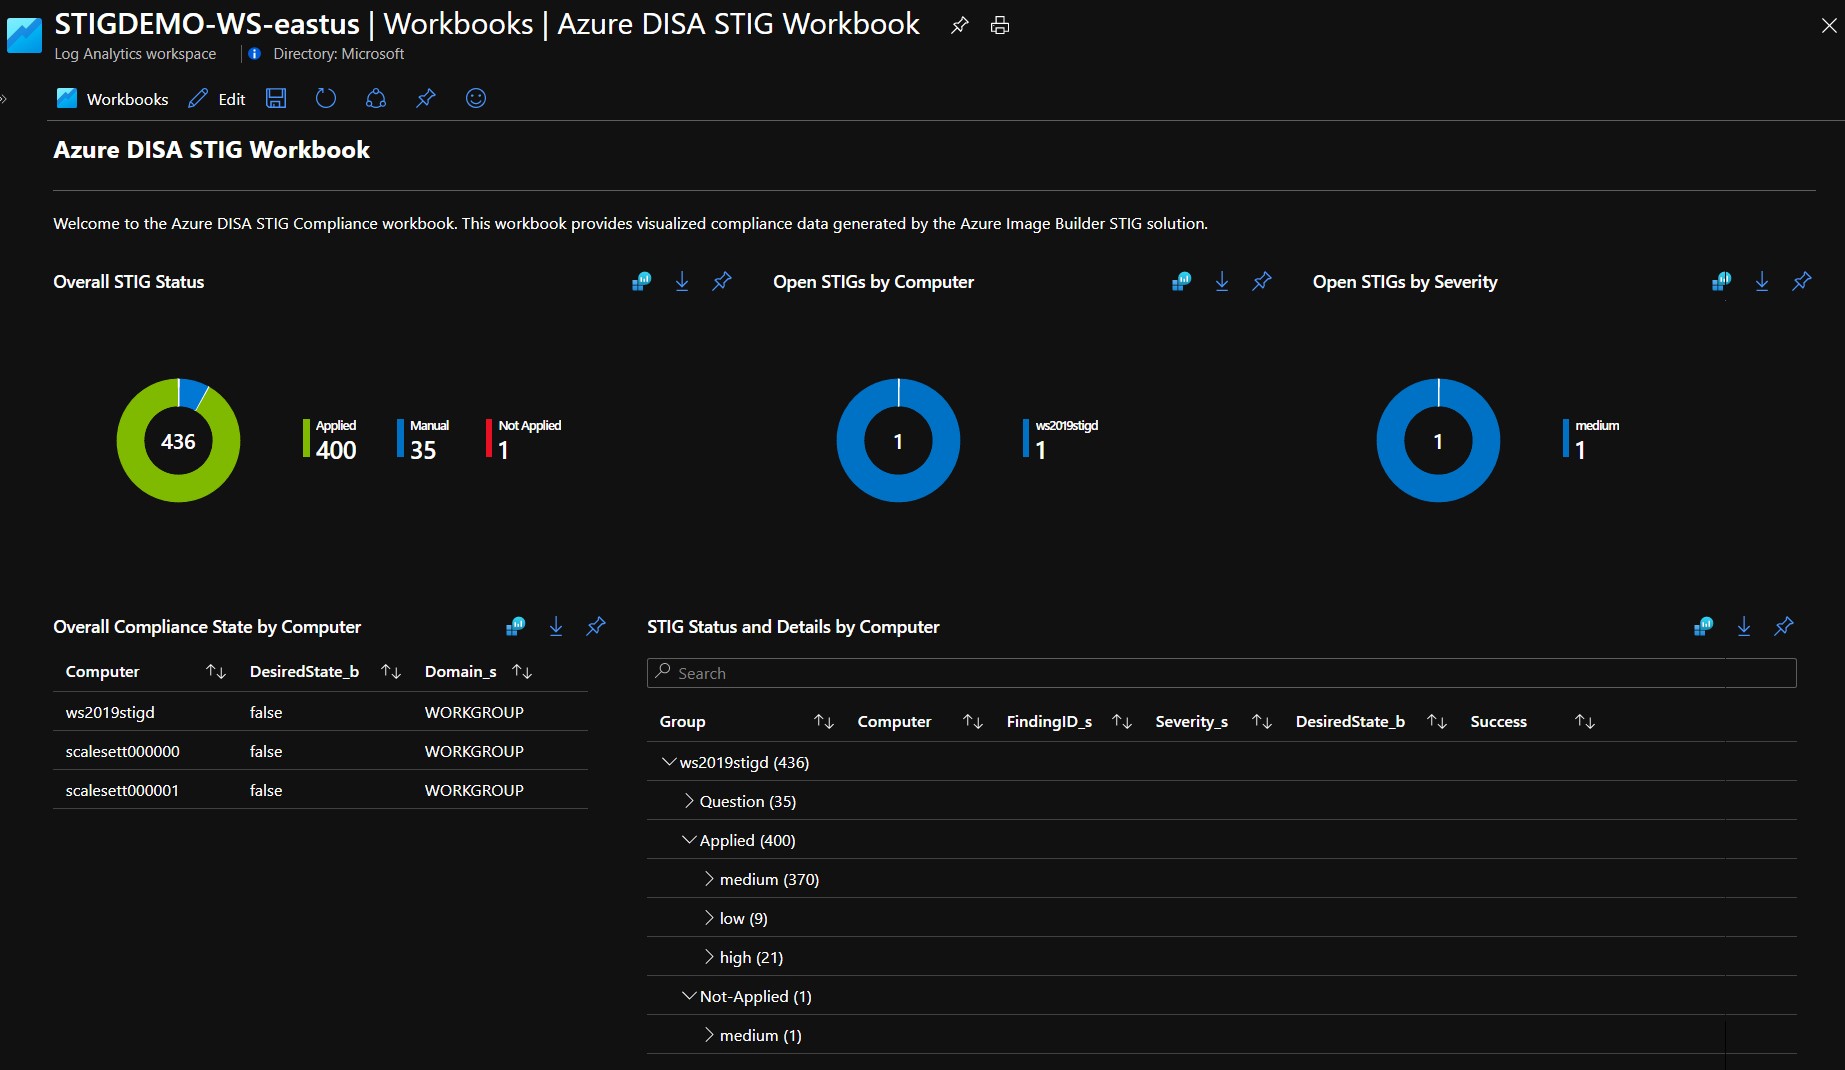 STIGDEMO-WS-eastus | Workbooks | Azure DISA STIG Workbook
Log Analytics workspace
Directory: Microsoft
Workbooks
Edit
Azure DISA STIG Workbook
Welcome to the Azure DISA STIG Compliance workbook. This workbook provides visualized compliance data generated by the Azure Image Builder STIG solution.
Overall STIG Status
436
Applied
400
Manual
35
Not Applied
1
Open STIGs by Computer
1
ws2019stigd
1
Open STIGs by Severity
1
medium
1
Overall Compliance State by Computer
Computer DesiredState_b Domain_s
ws2019stigd false WORKGROUP
scalesett000000 false WORKGROUP
scalesett000001 false WORKGROUP
STIG Status and Details by Computer
Search
Group Computer FindingID_s Severity_s DesiredState_b Success
ws2019stigd (436)
Question (35)
Applied (400)
medium (370)
low (9)
high (21)
Not-Applied (1)
medium (1)